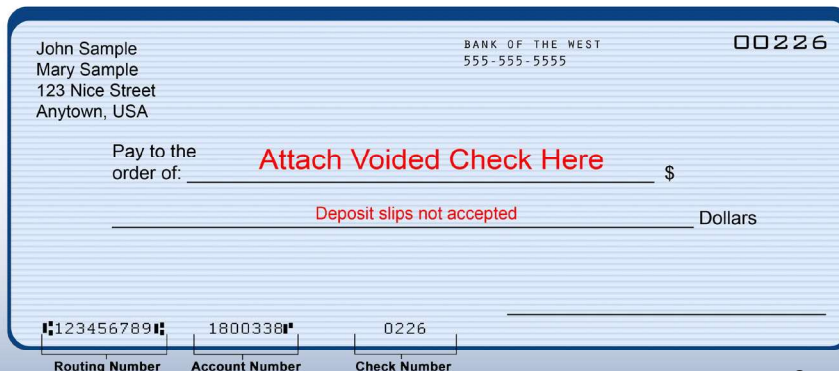 John Sample
Mary Sample
123 Nice Street
Anytown, USA
BANK OF THE WEST
555-555-5555
00226
Pay to the
order of:
Attach Voided Check Here
$
Deposit slips not accepted
Dollars
⑆123456789⑆ 1800338⑈ 0226
Routing Number Account Number Check Number